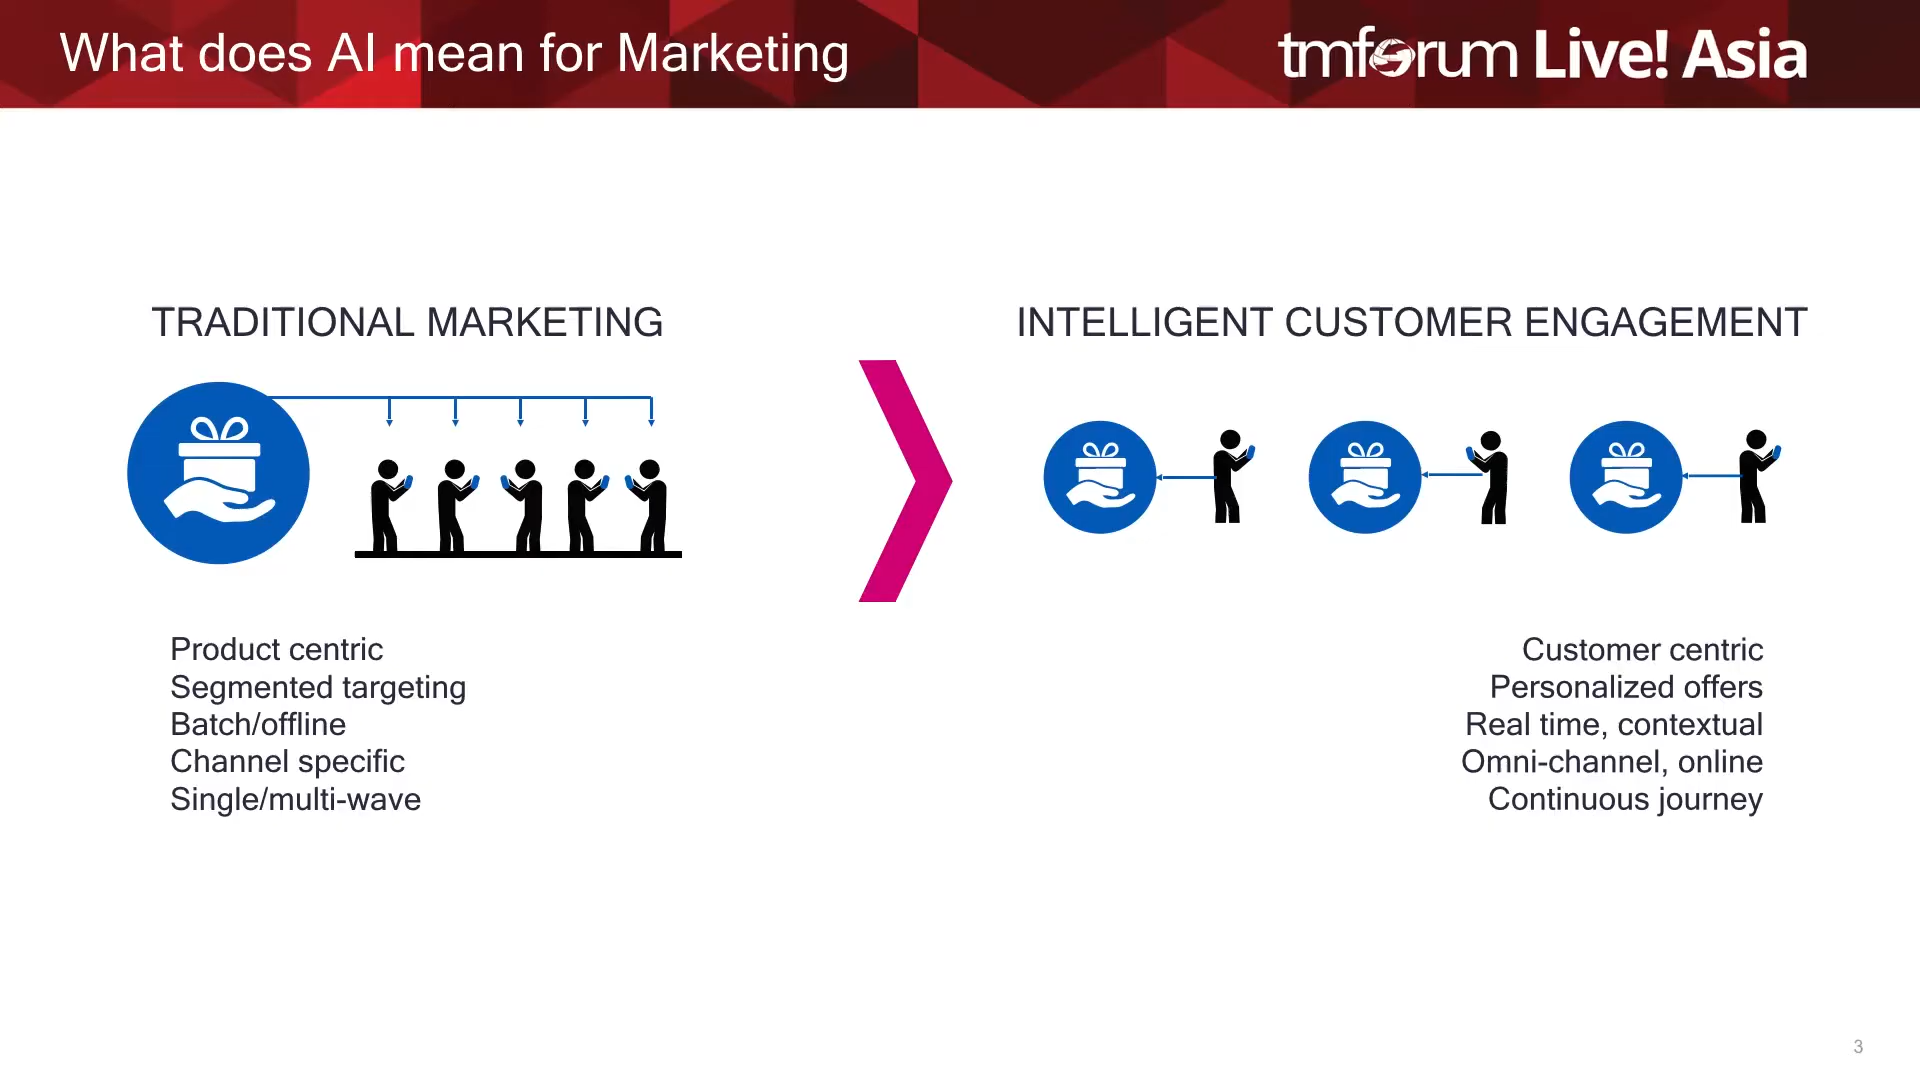 What does AI mean for Marketing
tmforum Live! Asia
TRADITIONAL MARKETING
Product centric
Segmented targeting
Batch/offline
Channel specific
Single/multi-wave
INTELLIGENT CUSTOMER ENGAGEMENT
Customer centric
Personalized offers
Real time, contextual
Omni-channel, online
Continuous journey
3